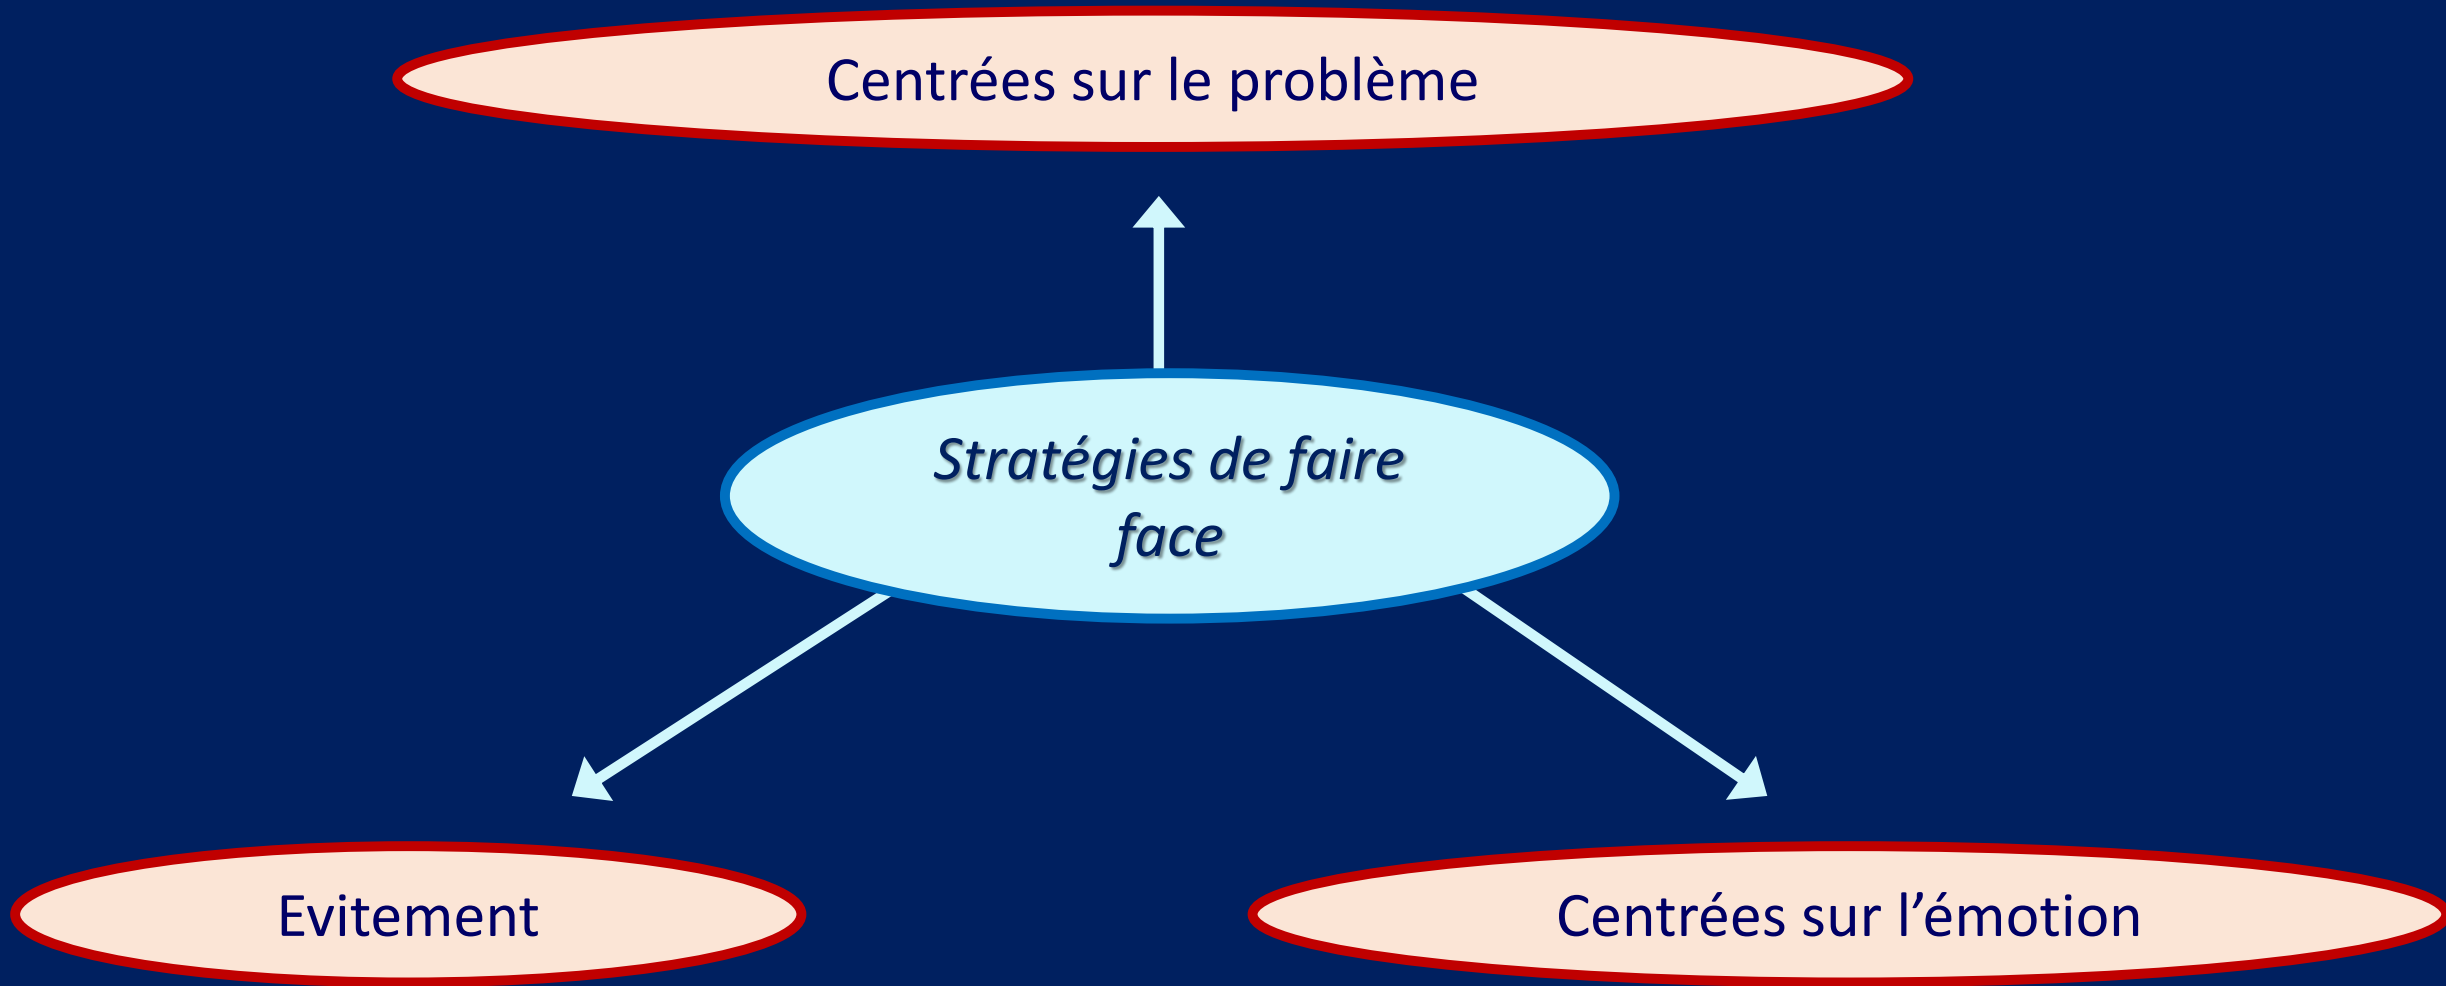 Centrées sur le problème
Stratégies de faire
face
Evitement
Centrées sur l’émotion